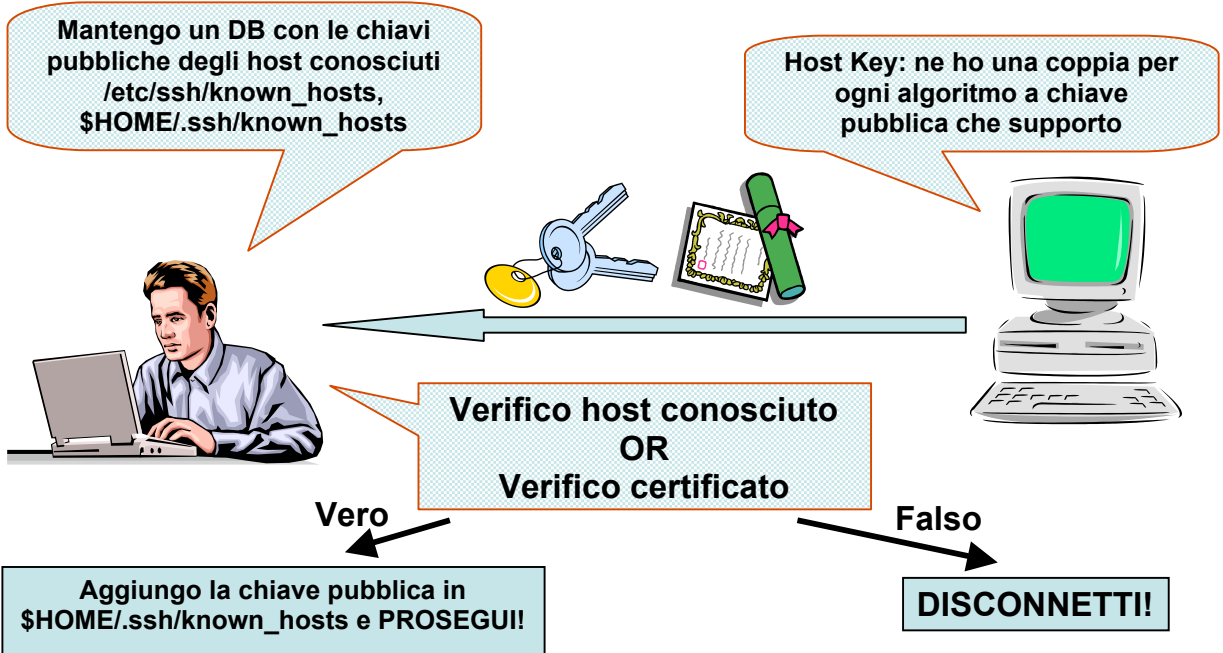 Mantengo un DB con le chiavi
pubbliche degli host conosciuti
/etc/ssh/known_hosts,
$HOME/.ssh/known_hosts
Host Key: ne ho una coppia per
ogni algoritmo a chiave
pubblica che supporto
Verifico host conosciuto
OR
Verifico certificato
Vero
Falso
Aggiungo la chiave pubblica in
$HOME/.ssh/known_hosts e PROSEGUI!
DISCONNETTI!